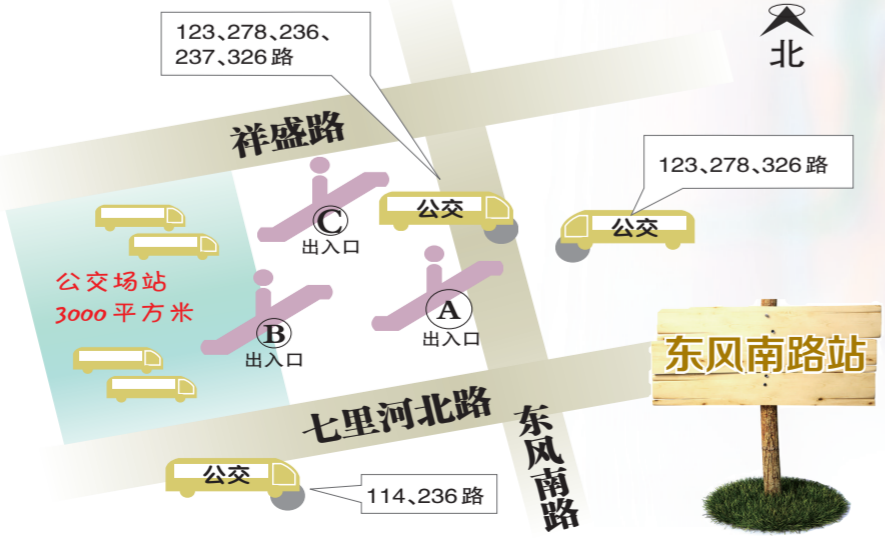 123、278、236、
237、326路
北
祥盛路
123、278、326路
公交
公交
C
出入口
公交场站
3000平方米
A
出入口
B
出入口
东风南路站
七里河北路
东风南路
公交
114、236路